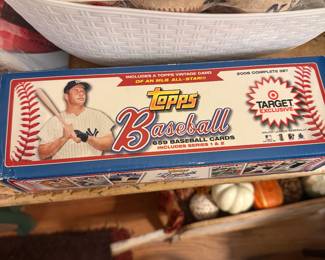 INCLUDES A TOPPS VINTAGE CARD!
OF AN MLB ALL-STAR!!!
2006 COMPLETE SET
Topps
Baseball
659 BASEBALL CARDS
INCLUDES SERIES 1 & 2
TARGET
EXCLUSIVE